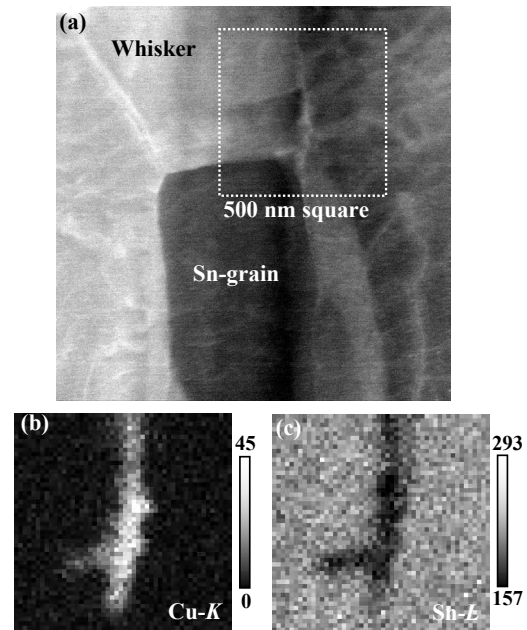 (a)
Whisker
500 nm square
Sn-grain
(b)
45
0
Cu-K
(c)
293
157
Sn-L